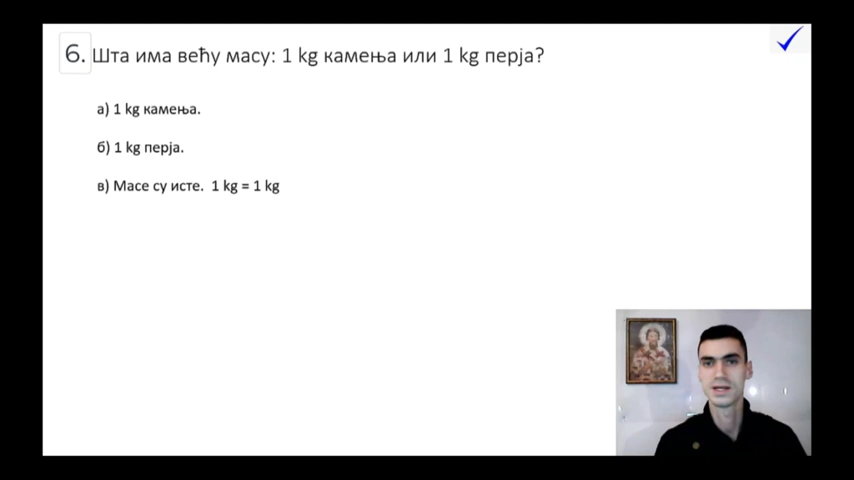 6. Шта има већу масу: 1 kg камења или 1 kg перја?
а) 1 kg камења.
б) 1 kg перја.
в) Масе су исте. 1 kg = 1 kg